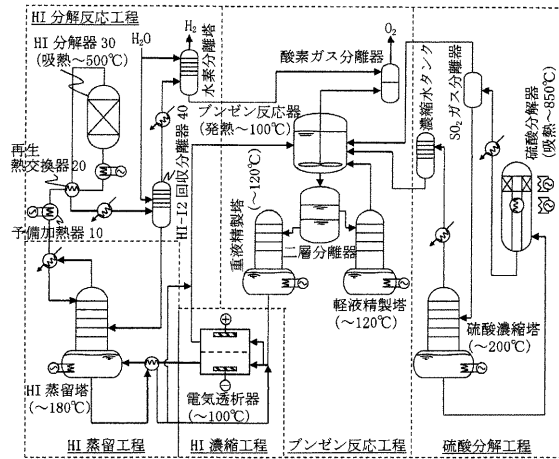 HI 分解反応工程
HI 分解器 30
(吸熱～500℃)
H₂
H₂O
水素分離塔
再生
熱交換器 20
予備加熱器 10
HI-I2 回収分離器 40
HI 蒸留塔
(～180℃)
HI 蒸留工程
O₂
酸素ガス分離器
ブンゼン反応器
(発熱～100℃)
二層分離器
重液精製塔
(～120℃)
軽液精製塔
(～120℃)
⊕
⊖
電気透析器
(～100℃)
HI 濃縮工程
ブンゼン反応工程
濃縮水タンク
SO₂ ガス分離器
硫酸分解器
(吸熱～850℃)
硫酸濃縮塔
(～200℃)
硫酸分解工程